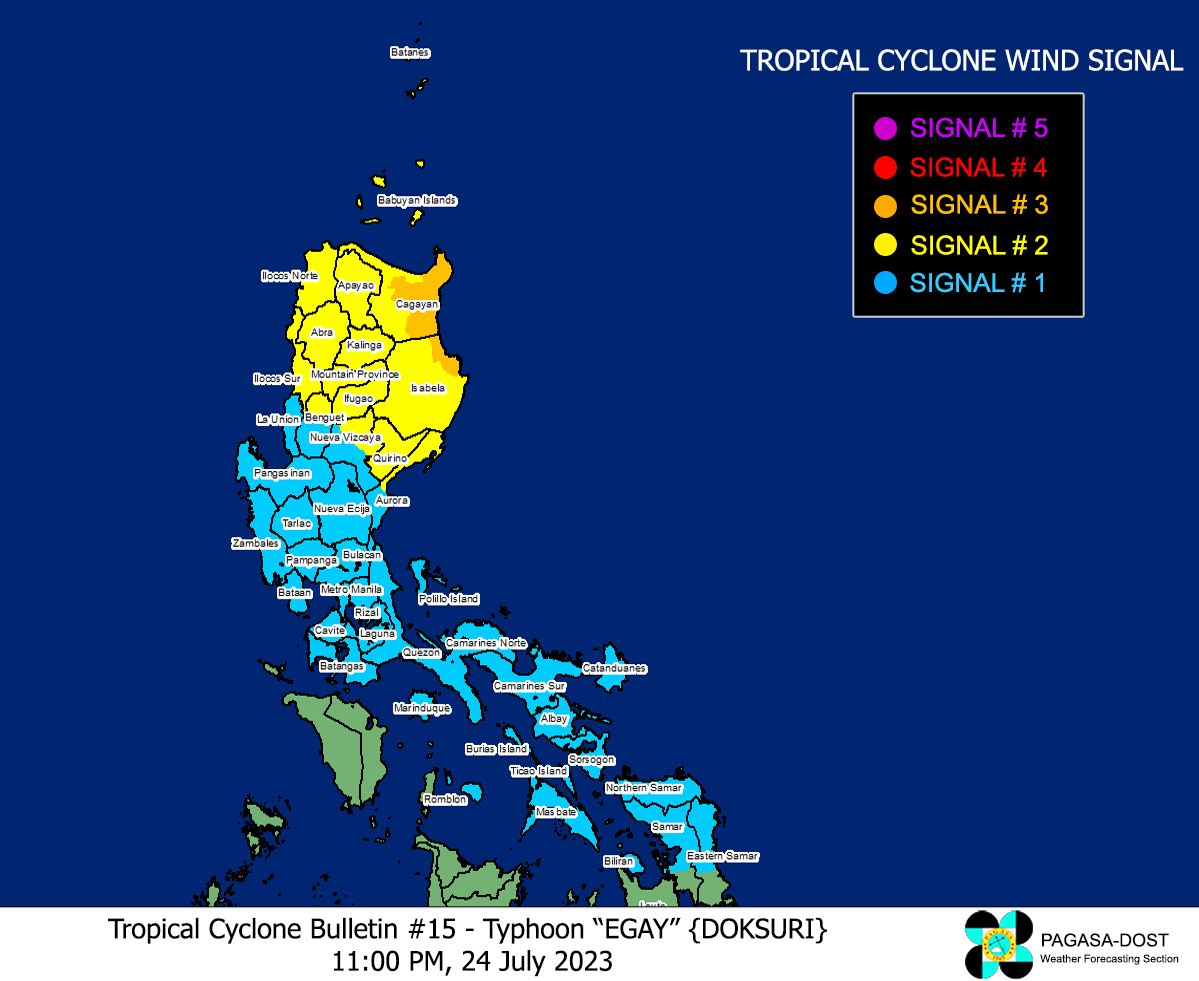 Batanes
TROPICAL CYCLONE WIND SIGNAL
SIGNAL # 5
SIGNAL # 4
SIGNAL # 3
SIGNAL # 2
SIGNAL # 1
Babuyan Islands
Ilocos Norte
Apayao
Cagayan
Abra
Kalinga
Ilocos Sur
Mountain Province
Isabela
Ifugao
La Union
Benguet
Nueva Vizcaya
Quirino
Pangasinan
Aurora
Nueva Ecija
Tarlac
Zambales
Bulacan
Pampanga
Bataan
Metro Manila
Polillo Island
Rizal
Cavite
Laguna
Camarines Norte
Quezon
Batangas
Catanduanes
Camarines Sur
Marinduque
Albay
Burias Island
Sorsogon
Ticao Island
Northern Samar
Romblon
Masbate
Samar
Biliran
Eastern Samar
Tropical Cyclone Bulletin #15 - Typhoon “EGAY” {DOKSURI}
11:00 PM, 24 July 2023
PAGASA-DOST
Weather Forecasting Section